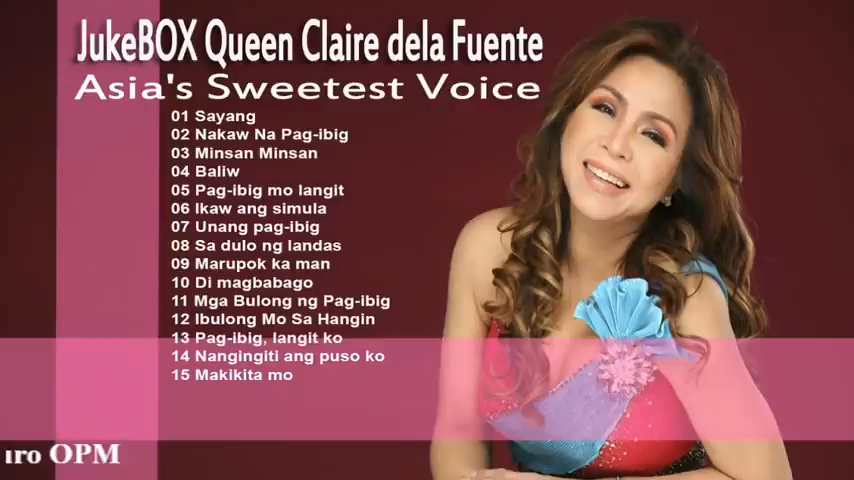 JukeBOX Queen Claire dela Fuente
Asia's Sweetest Voice
01 Sayang
02 Nakaw Na Pag-ibig
03 Minsan Minsan
04 Baliw
05 Pag-ibig mo langit
06 Ikaw ang simula
07 Unang pag-ibig
08 Sa dulo ng landas
09 Marupok ka man
10 Di magbabago
11 Mga Bulong ng Pag-ibig
12 Ibulong Mo Sa Hangin
13 Pag-ibig, langit ko
14 Nangingiti ang puso ko
15 Makikita mo
OPM